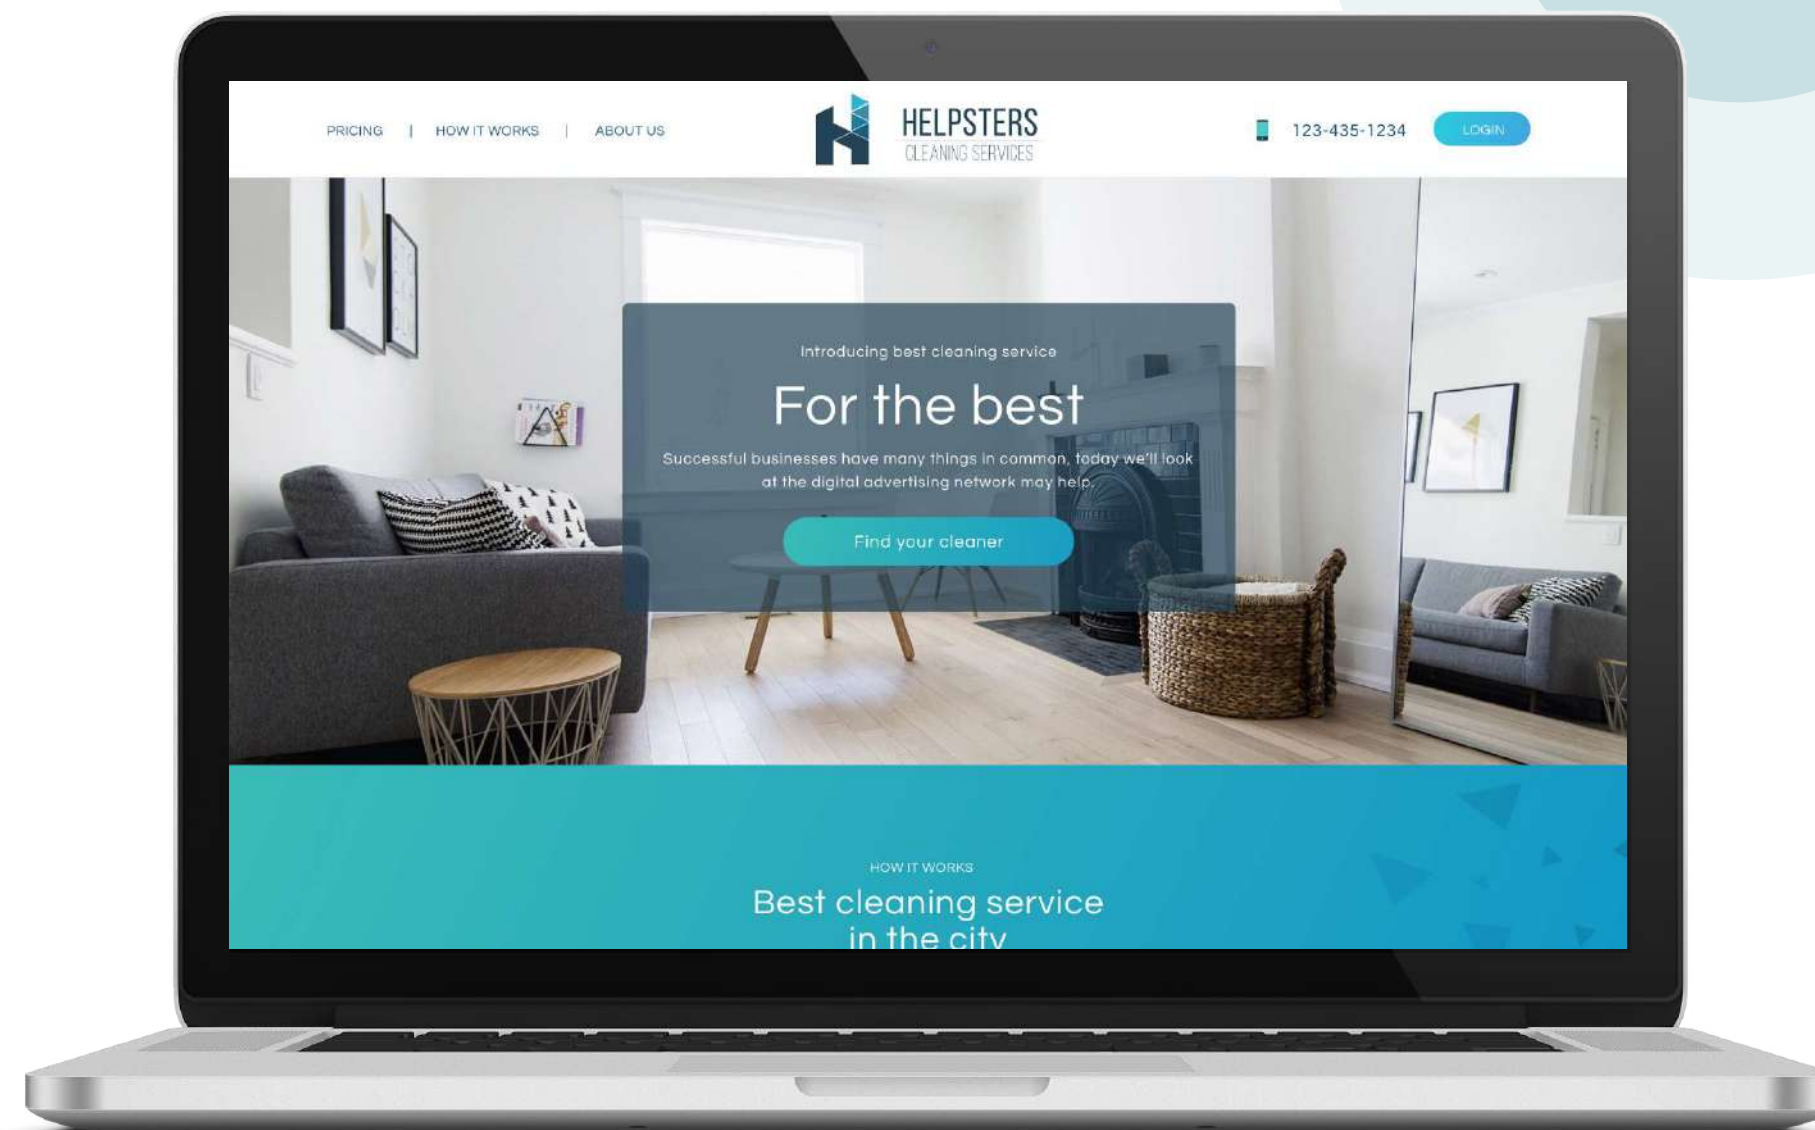 PRICING | HOW IT WORKS | ABOUT US
HELPSTERS
CLEANING SERVICES
123-435-1234
LOGIN
Introducing best cleaning service
For the best
Successful businesses have many things in common, today we'll look
at the digital advertising network may help.
Find your cleaner
HOW IT WORKS
Best cleaning service
in the city